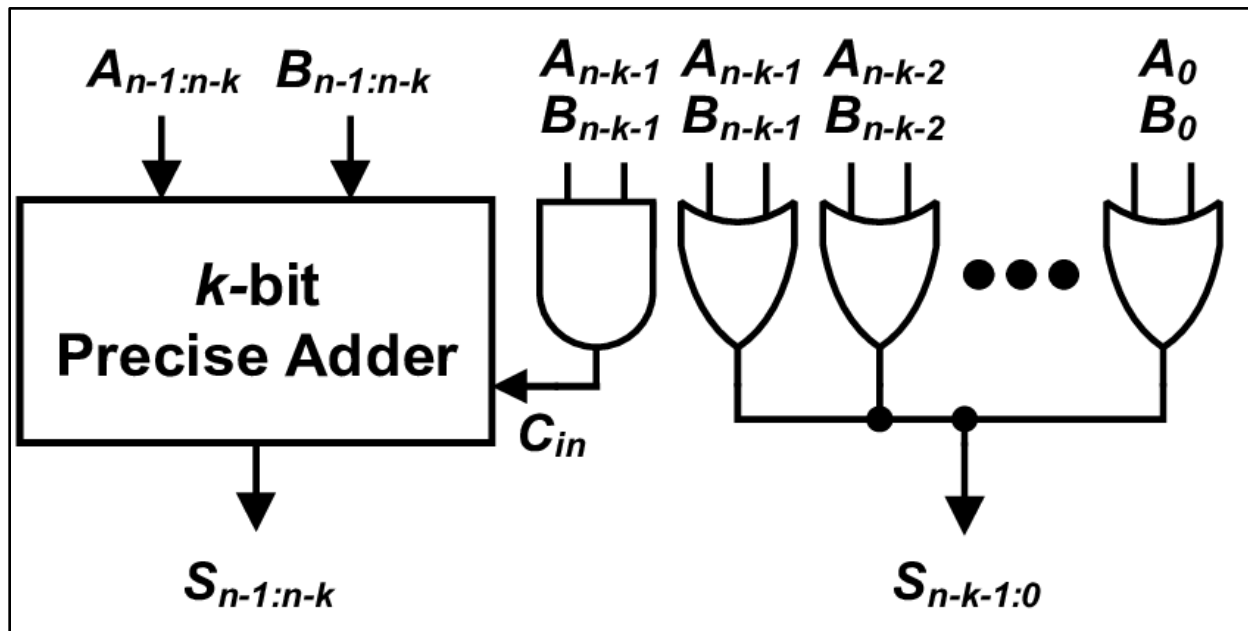 A_{n-1:n-k} B_{n-1:n-k} A_{n-k-1} A_{n-k-1} A_{n-k-2} A_0
B_{n-k-1} B_{n-k-1} B_{n-k-2} B_0
k-bit
Precise Adder
C_{in}
S_{n-1:n-k} S_{n-k-1:0}